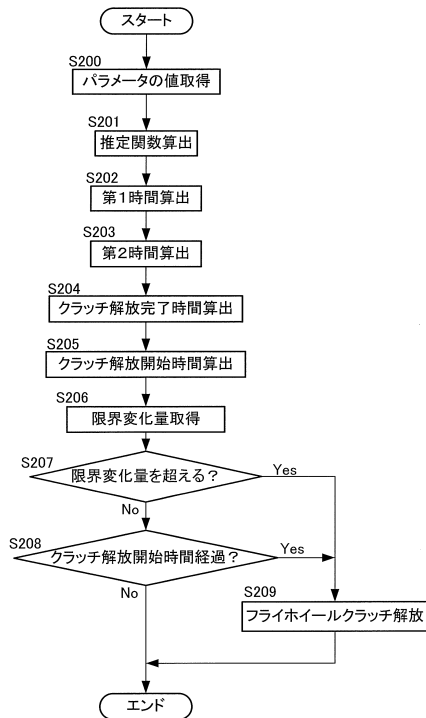 スタート
S200
パラメータの値取得
S201
推定関数算出
S202
第1時間算出
S203
第2時間算出
S204
クラッチ解放完了時間算出
S205
クラッチ解放開始時間算出
S206
限界変化量取得
S207
限界変化量を超える？
Yes
No
S208
クラッチ解放開始時間経過？
Yes
No
S209
フライホイールクラッチ解放
エンド